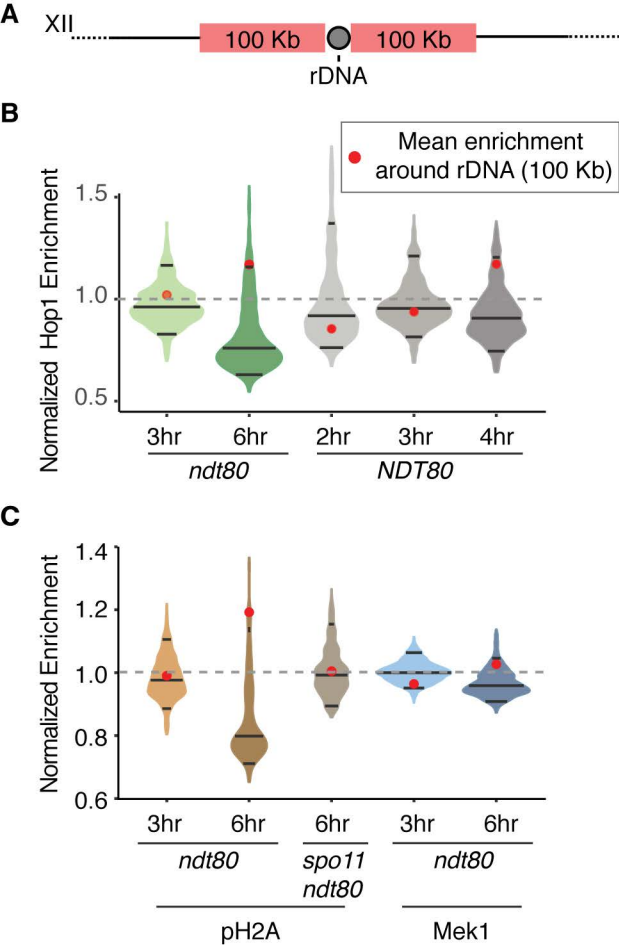 A
XII
100 Kb
100 Kb
rDNA
B
Mean enrichment
around rDNA (100 Kb)
Normalized Hop1 Enrichment
1.5
1.0
0.5
3hr
6hr
2hr
3hr
4hr
ndt80
NDT80
C
Normalized Enrichment
1.4
1.2
1.0
0.8
0.6
3hr
6hr
6hr
3hr
6hr
ndt80
spo11
ndt80
ndt80
pH2A
Mek1